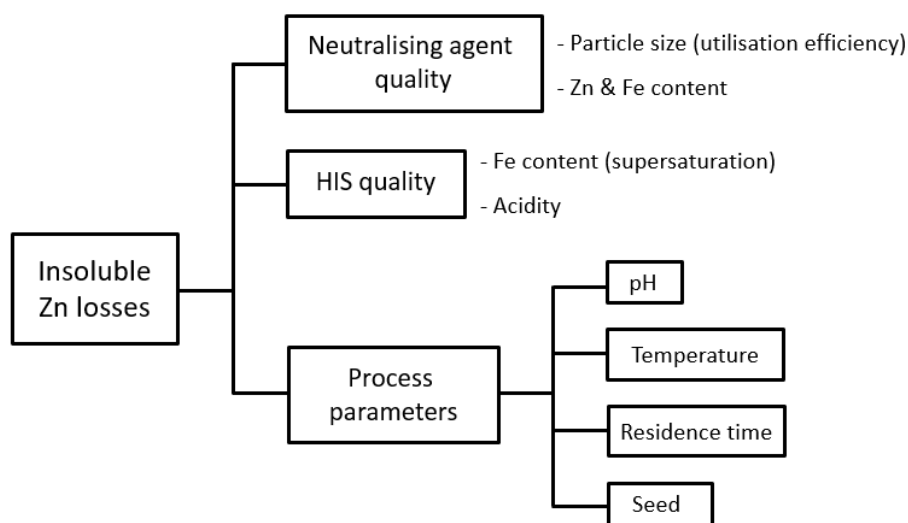 Neutralising agent
quality
- Particle size (utilisation efficiency)
- Zn & Fe content
HIS quality
- Fe content (supersaturation)
- Acidity
Insoluble
Zn losses
Process
parameters
pH
Temperature
Residence time
Seed